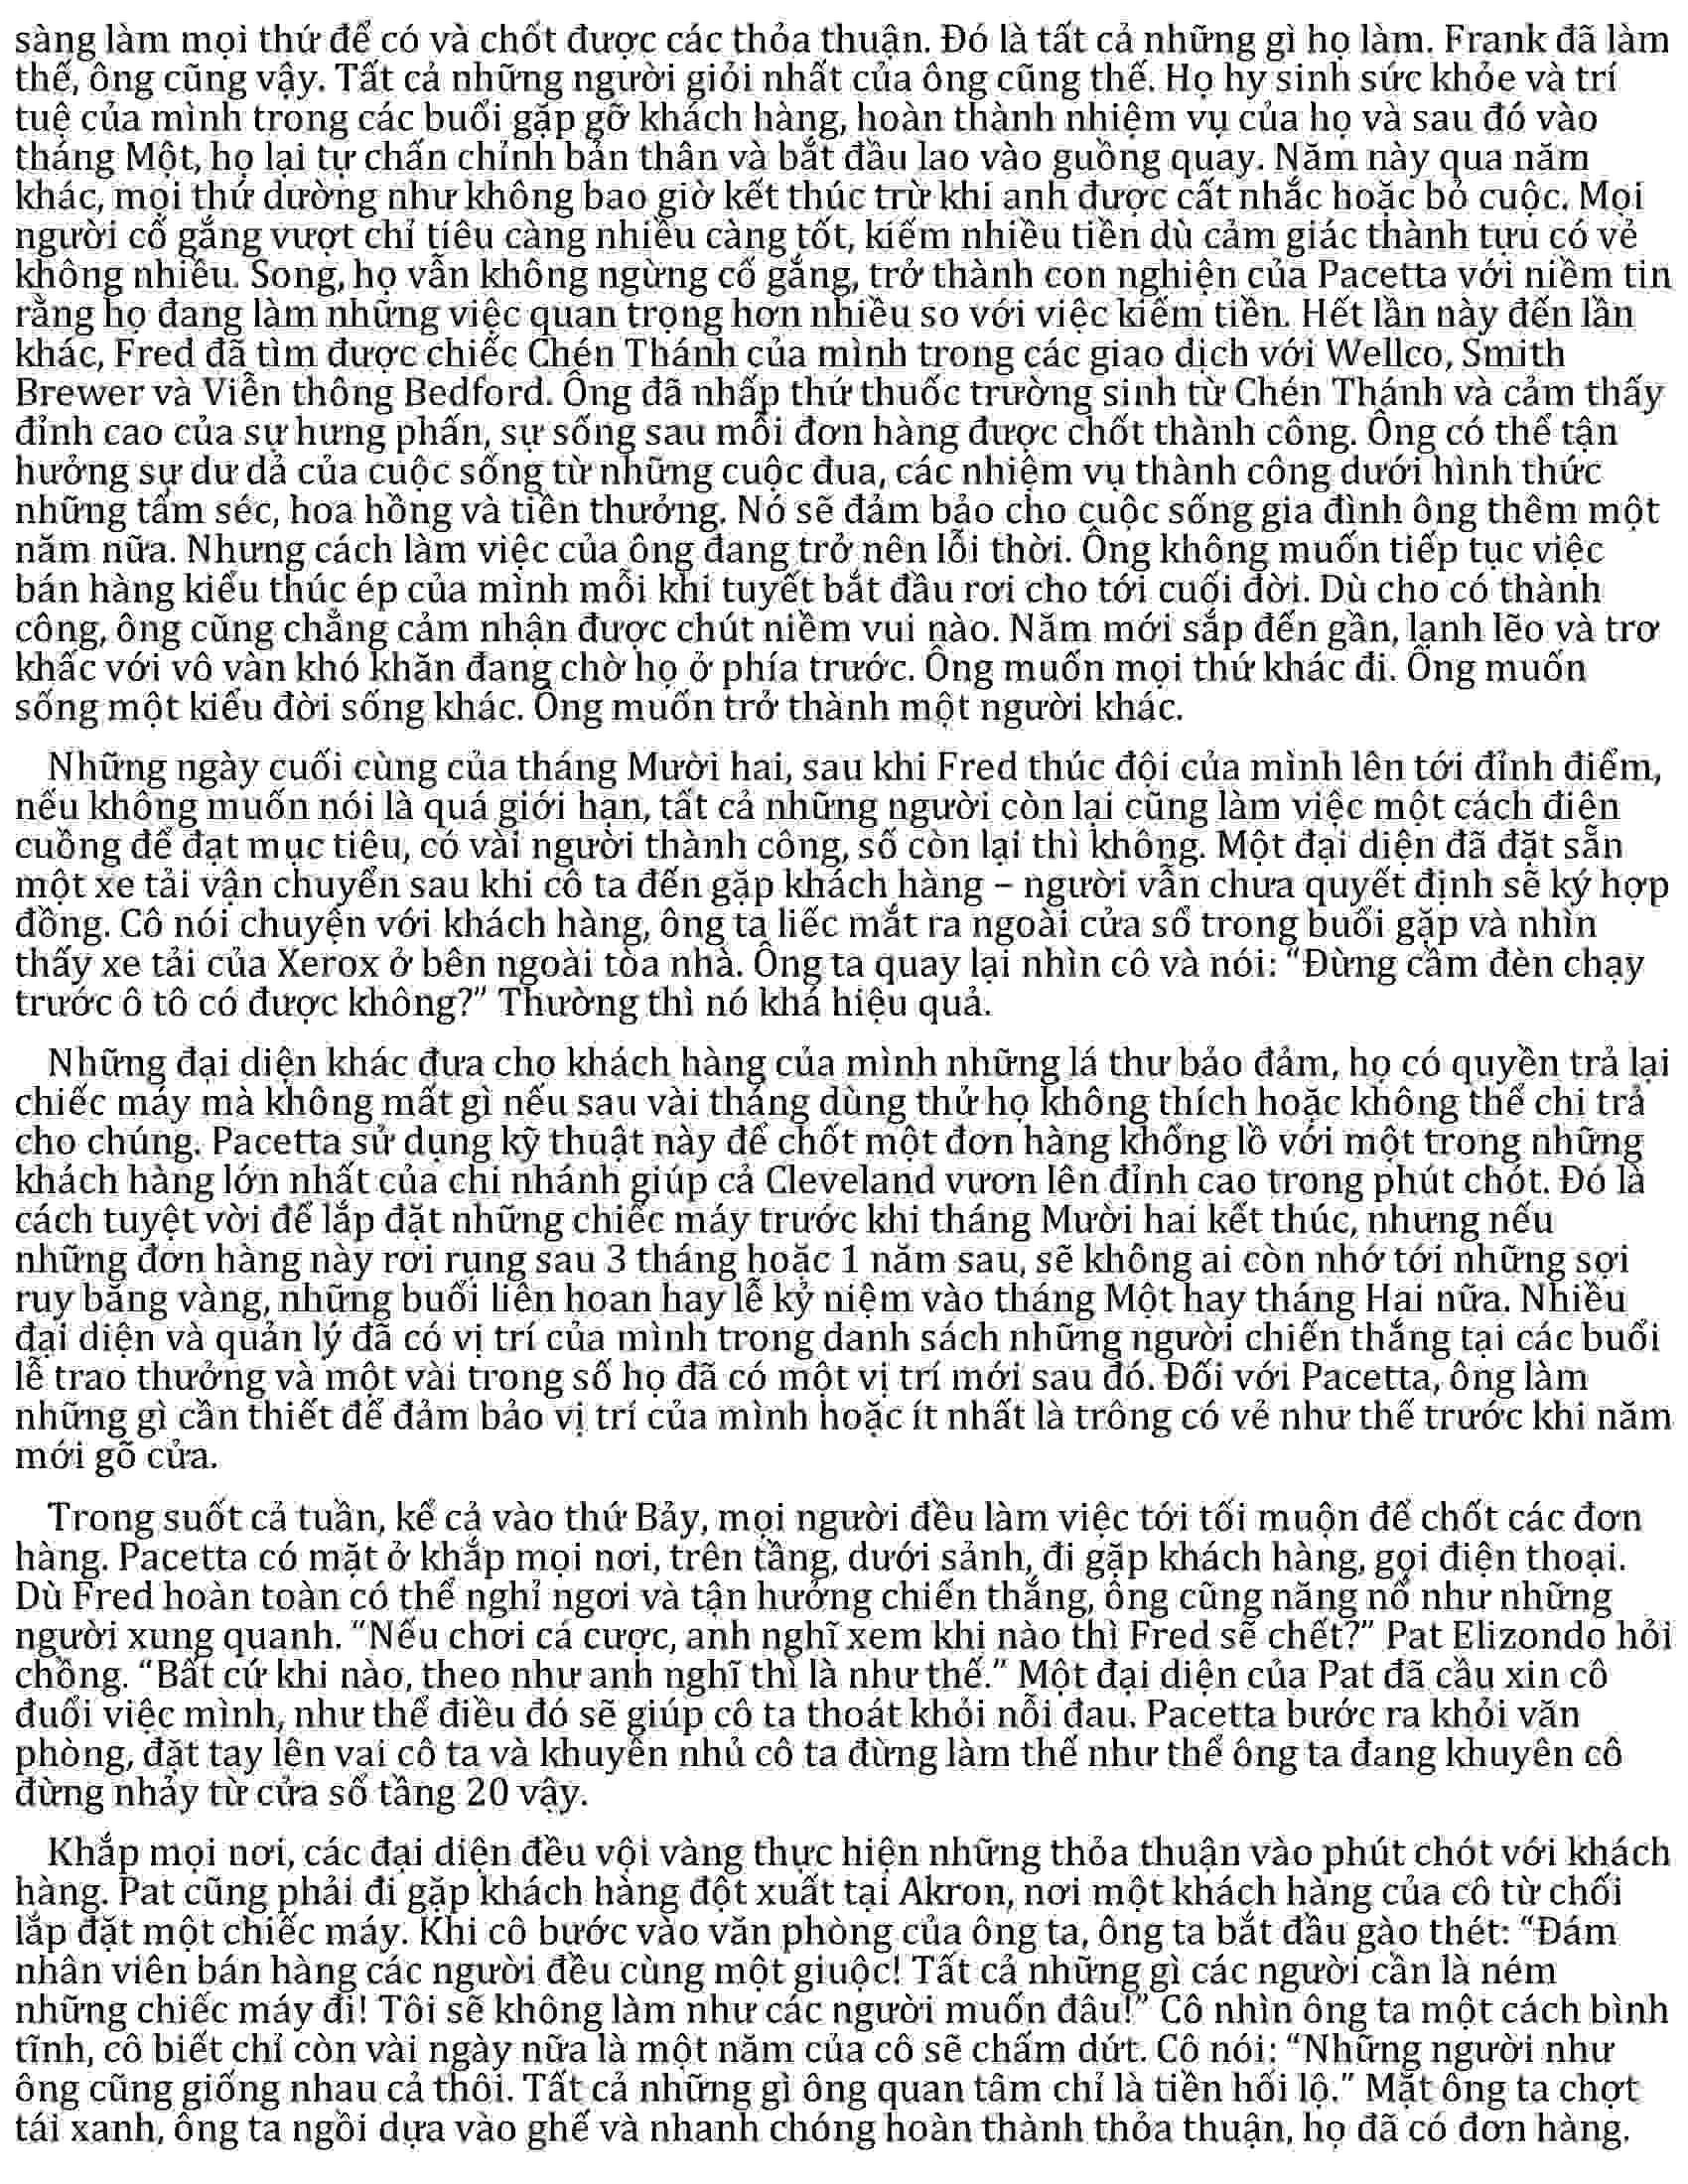 sàng làm mọi thứ để có và chốt được các thỏa thuận. Đó là tất cả những gì họ làm. Frank đã làm
thế, ông cũng vậy. Tất cả những người giỏi nhất của ông cũng thế. Họ hy sinh sức khỏe và trí
tuệ của mình trong các buổi gặp gỡ khách hàng, hoàn thành nhiệm vụ của họ và sau đó vào
tháng Một, họ lại tự chấn chỉnh bản thân và bắt đầu lao vào guồng quay. Năm này qua năm
khác, mọi thứ dường như không bao giờ kết thúc trừ khi anh được cất nhắc hoặc bỏ cuộc. Mọi
người cố gắng vượt chỉ tiêu càng nhiều càng tốt, kiếm nhiều tiền dù cảm giác thành tựu có vẻ
không nhiều. Song, họ vẫn không ngừng cố gắng, trở thành con nghiện của Pacetta với niềm tin
rằng họ đang làm những việc quan trọng hơn nhiều so với việc kiếm tiền. Hết lần này đến lần
khác, Fred đã tìm được chiếc Chén Thánh của mình trong các giao dịch với Wellco, Smith
Brewer và Viễn thông Bedford. Ông đã nhấp thứ thuốc trường sinh từ Chén Thánh và cảm thấy
đỉnh cao của sự hưng phấn, sự sống sau mỗi đơn hàng được chốt thành công. Ông có thể tận
hưởng sự dư dả của cuộc sống từ những cuộc đua, các nhiệm vụ thành công dưới hình thức
những tấm séc, hoa hồng và tiền thưởng. Nó sẽ đảm bảo cho cuộc sống gia đình ông thêm một
năm nữa. Nhưng cách làm việc của ông đang trở nên lỗi thời. Ông không muốn tiếp tục việc
bán hàng kiểu thúc ép của mình mỗi khi tuyết bắt đầu rơi cho tới cuối đời. Dù cho có thành
công, ông cũng chẳng cảm nhận được chút niềm vui nào. Năm mới sắp đến gần, lạnh lẽo và trơ
khấc với vô vàn khó khăn đang chờ họ ở phía trước. Ông muốn mọi thứ khác đi. Ông muốn
sống một kiểu đời sống khác. Ông muốn trở thành một người khác.
Những ngày cuối cùng của tháng Mười hai, sau khi Fred thúc đội của mình lên tới đỉnh điểm,
nếu không muốn nói là quá giới hạn, tất cả những người còn lại cũng làm việc một cách điên
cuồng để đạt mục tiêu, có vài người thành công, số còn lại thì không. Một đại diện đã đặt sẵn
một xe tải vận chuyển sau khi cô ta đến gặp khách hàng – người vẫn chưa quyết định sẽ ký hợp
đồng. Cô nói chuyện với khách hàng, ông ta liếc mắt ra ngoài cửa sổ trong buổi gặp và nhìn
thấy xe tải của Xerox ở bên ngoài tòa nhà. Ông ta quay lại nhìn cô và nói: “Đừng cầm đèn chạy
trước ô tô có được không?” Thường thì nó khá hiệu quả.
Những đại diện khác đưa cho khách hàng của mình những lá thư bảo đảm, họ có quyền trả lại
chiếc máy mà không mất gì nếu sau vài tháng dùng thử họ không thích hoặc không thể chi trả
cho chúng. Pacetta sử dụng kỹ thuật này để chốt một đơn hàng khổng lồ với một trong những
khách hàng lớn nhất của chi nhánh giúp cả Cleveland vươn lên đỉnh cao trong phút chót. Đó là
cách tuyệt vời để lắp đặt những chiếc máy trước khi tháng Mười hai kết thúc, nhưng nếu
những đơn hàng này rơi rụng sau 3 tháng hoặc 1 năm sau, sẽ không ai còn nhớ tới những sợi
ruy băng vàng, những buổi liên hoan hay lễ kỷ niệm vào tháng Một hay tháng Hai nữa. Nhiều
đại diện và quản lý đã có vị trí của mình trong danh sách những người chiến thắng tại các buổi
lễ trao thưởng và một vài trong số họ đã có một vị trí mới sau đó. Đối với Pacetta, ông làm
những gì cần thiết để đảm bảo vị trí của mình hoặc ít nhất là trông có vẻ như thế trước khi năm
mới gõ cửa.
Trong suốt cả tuần, kể cả vào thứ Bảy, mọi người đều làm việc tới tối muộn để chốt các đơn
hàng. Pacetta có mặt ở khắp mọi nơi, trên tầng, dưới sảnh, đi gặp khách hàng, gọi điện thoại.
Dù Fred hoàn toàn có thể nghỉ ngơi và tận hưởng chiến thắng, ông cũng năng nổ như những
người xung quanh. “Nếu chơi cá cược, anh nghĩ xem khi nào thì Fred sẽ chết?” Pat Elizondo hỏi
chồng. “Bất cứ khi nào, theo như anh nghĩ thì là như thế.” Một đại diện của Pat đã cầu xin cô
đuổi việc mình, như thể điều đó sẽ giúp cô ta thoát khỏi nỗi đau. Pacetta bước ra khỏi văn
phòng, đặt tay lên vai cô ta và khuyên nhủ cô ta đừng làm thế như thể ông ta đang khuyên cô
đừng nhảy từ cửa sổ tầng 20 vậy.
Khắp mọi nơi, các đại diện đều vội vàng thực hiện những thỏa thuận vào phút chót với khách
hàng. Pat cũng phải đi gặp khách hàng đột xuất tại Akron, nơi một khách hàng của cô từ chối
lắp đặt một chiếc máy. Khi cô bước vào văn phòng của ông ta, ông ta bắt đầu gào thét: “Đám
nhân viên bán hàng các người đều cùng một giuộc! Tất cả những gì các người cần là ném
những chiếc máy đi! Tôi sẽ không làm như các người muốn đâu!” Cô nhìn ông ta một cách bình
tĩnh, cô biết chỉ còn vài ngày nữa là một năm của cô sẽ chấm dứt. Cô nói: “Những người như
ông cũng giống nhau cả thôi. Tất cả những gì ông quan tâm chỉ là tiền hối lộ.” Mặt ông ta chợt
tái xanh, ông ta ngồi dựa vào ghế và nhanh chóng hoàn thành thỏa thuận, họ đã có đơn hàng.